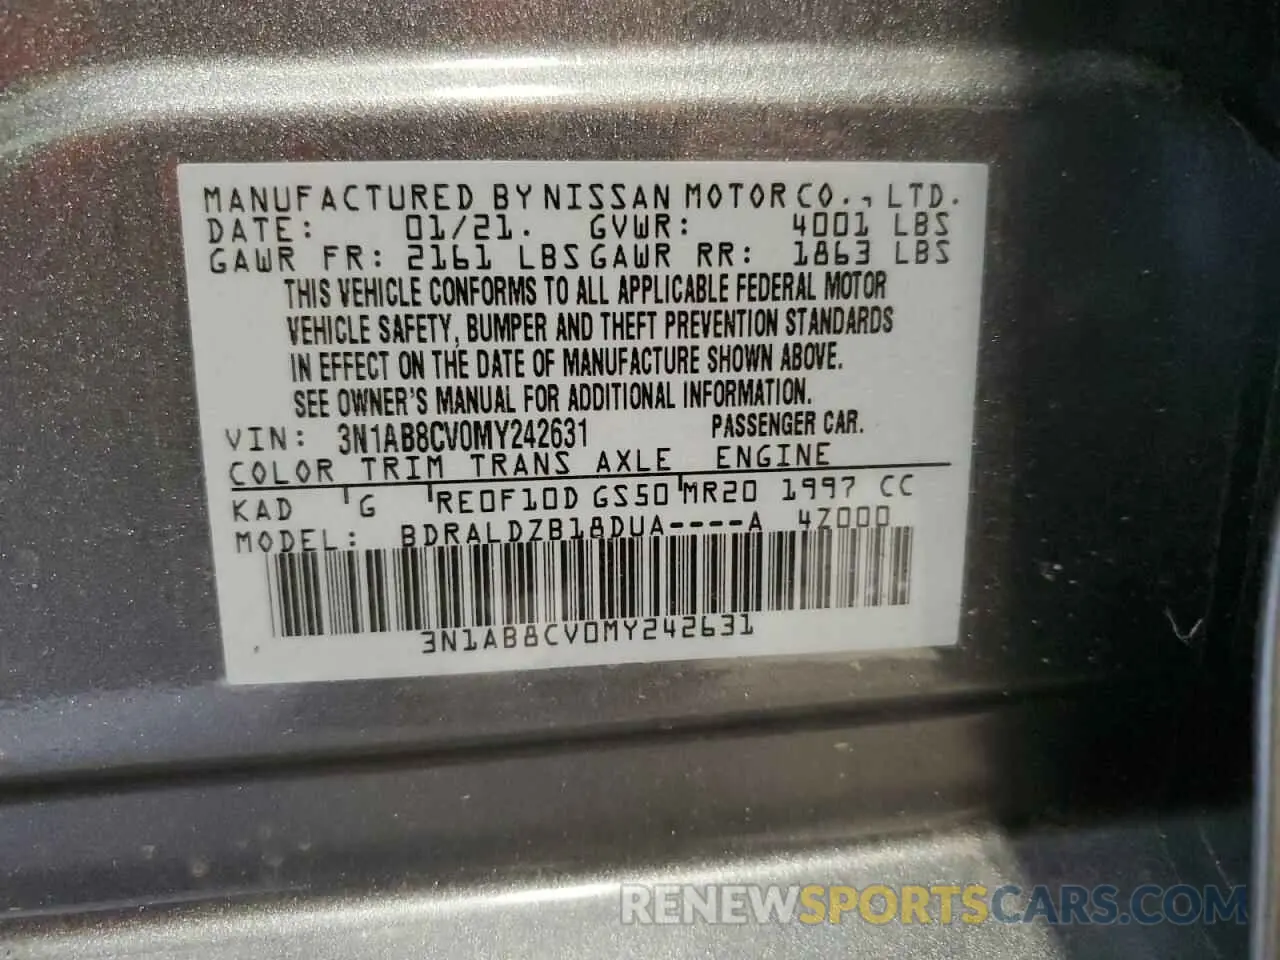 MANUFACTURED BY NISSAN MOTOR CO., LTD.
DATE: 01/21. GVWR: 4001 LBS
GAWR FR: 2161 LBS GAWR RR: 1863 LBS
THIS VEHICLE CONFORMS TO ALL APPLICABLE FEDERAL MOTOR
VEHICLE SAFETY, BUMPER AND THEFT PREVENTION STANDARDS
IN EFFECT ON THE DATE OF MANUFACTURE SHOWN ABOVE.
SEE OWNER'S MANUAL FOR ADDITIONAL INFORMATION.
VIN: 3N1AB8CV0MY242631 PASSENGER CAR.
COLOR TRIM TRANS AXLE ENGINE
KAD G RE0F10D GS50 MR20 1997 CC
MODEL: BDRALDZB18DUA----A 4Z000
3N1AB8CV0MY242631
RENEWSPORTSCARS.COM